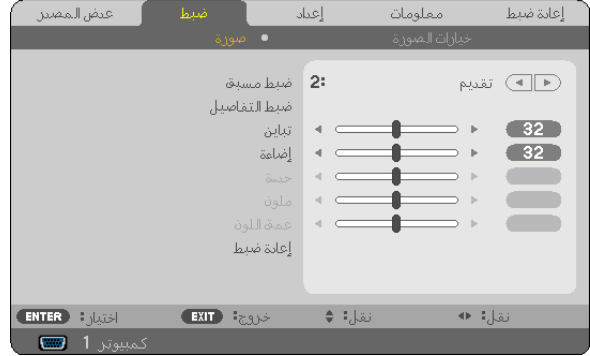 عرض المصدر ضبط إعداد معلومات إعادة ضبط
صورة خيارات الصورة
ضبط مسبق 2: تقديم
ضبط التفاصيل
تباين 32
إضاءة 32
حدة
ملون
عمق اللون
إعادة ضبط
ENTER اختيار: EXIT خروج: نقل: نقل:
كمبيوتر 1